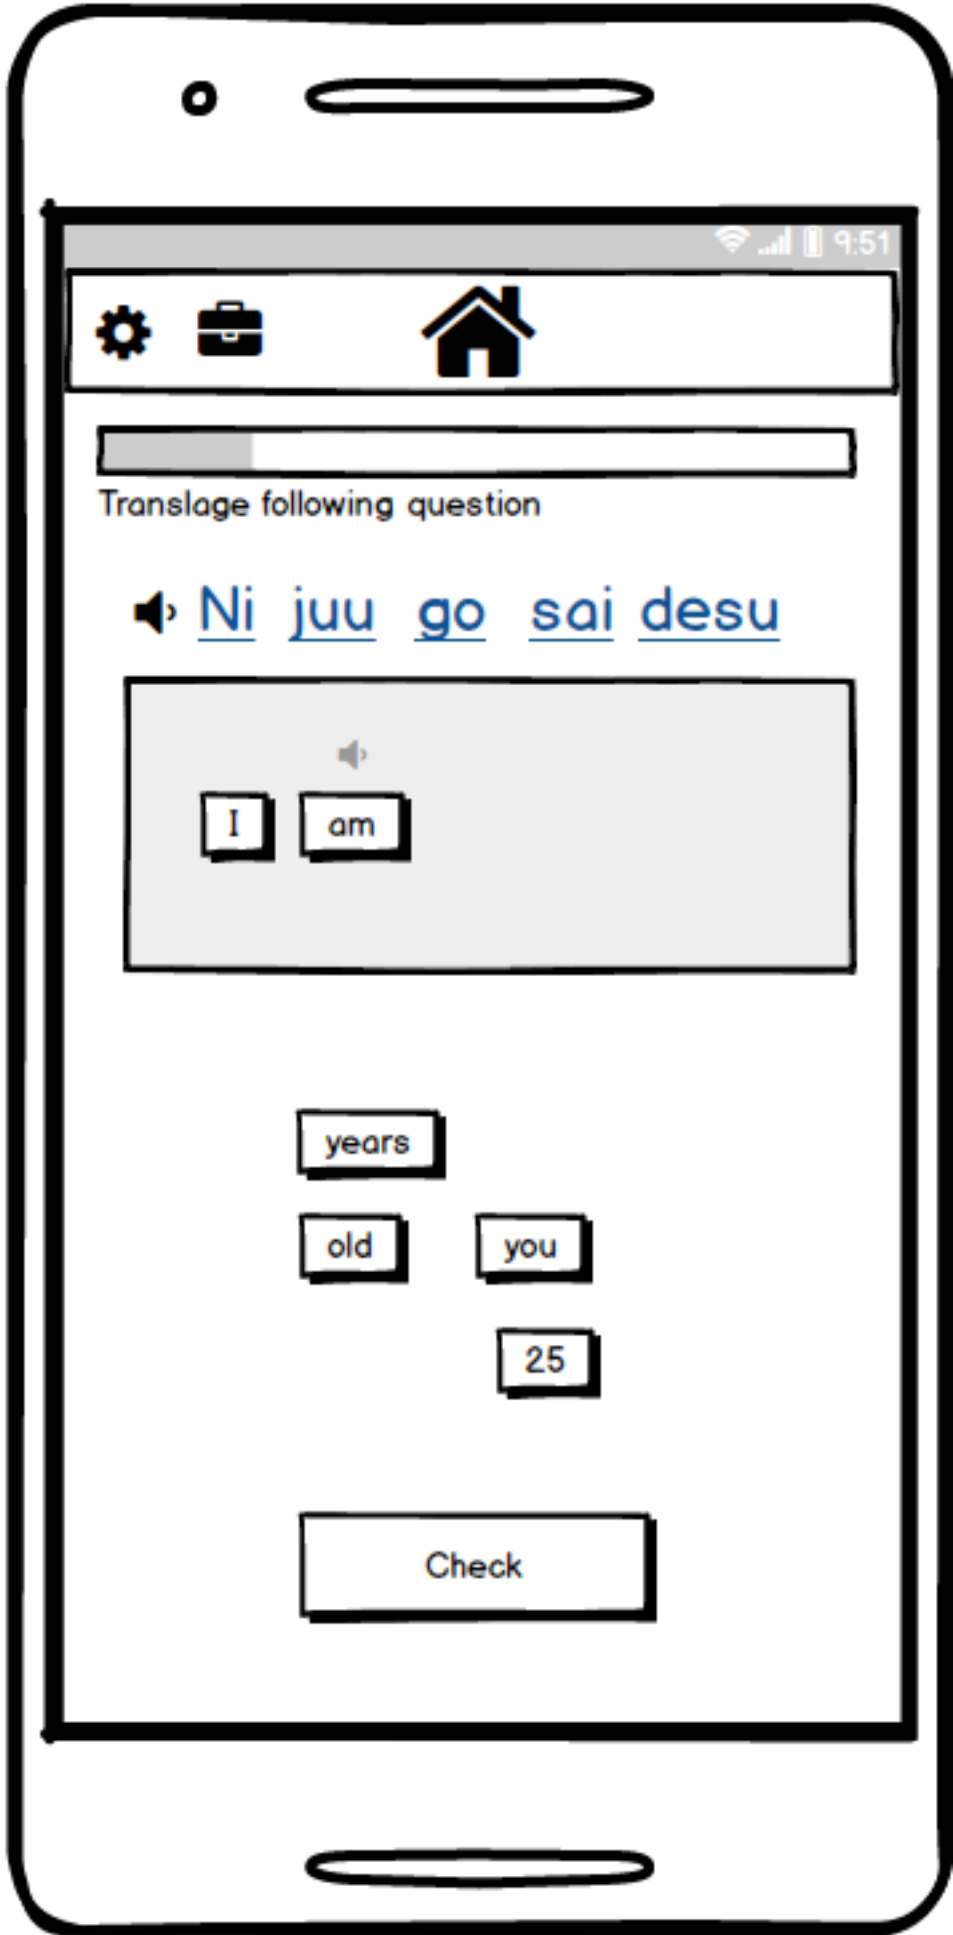 9:51
Translage following question
Ni juu go sai desu
I am
years
old you
25
Check